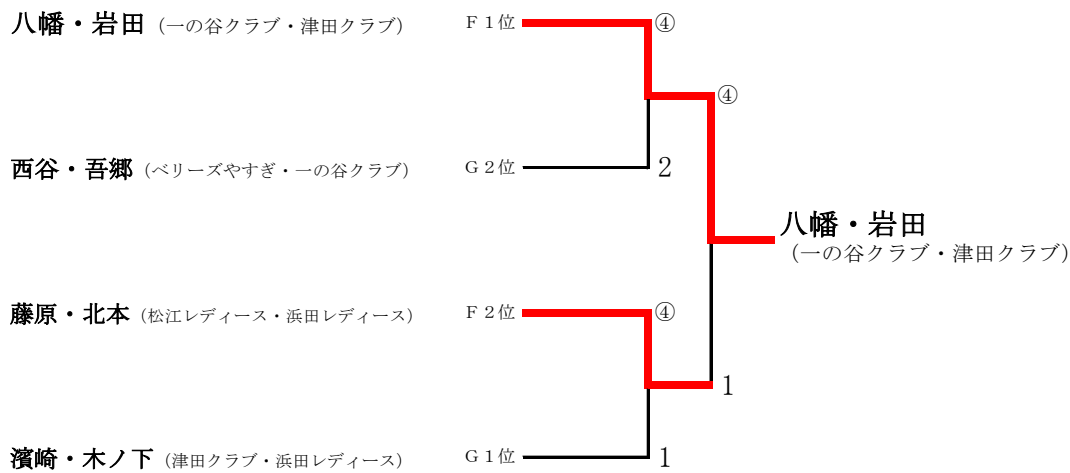 八幡・岩田（一の谷クラブ・津田クラブ） Ｆ１位 ④
④
西谷・吾郷（ベリーズやすぎ・一の谷クラブ） Ｇ２位 2
八幡・岩田
（一の谷クラブ・津田クラブ）
藤原・北本（松江レディース・浜田レディース） Ｆ２位 ④
1
濱崎・木ノ下（津田クラブ・浜田レディース） Ｇ１位 1